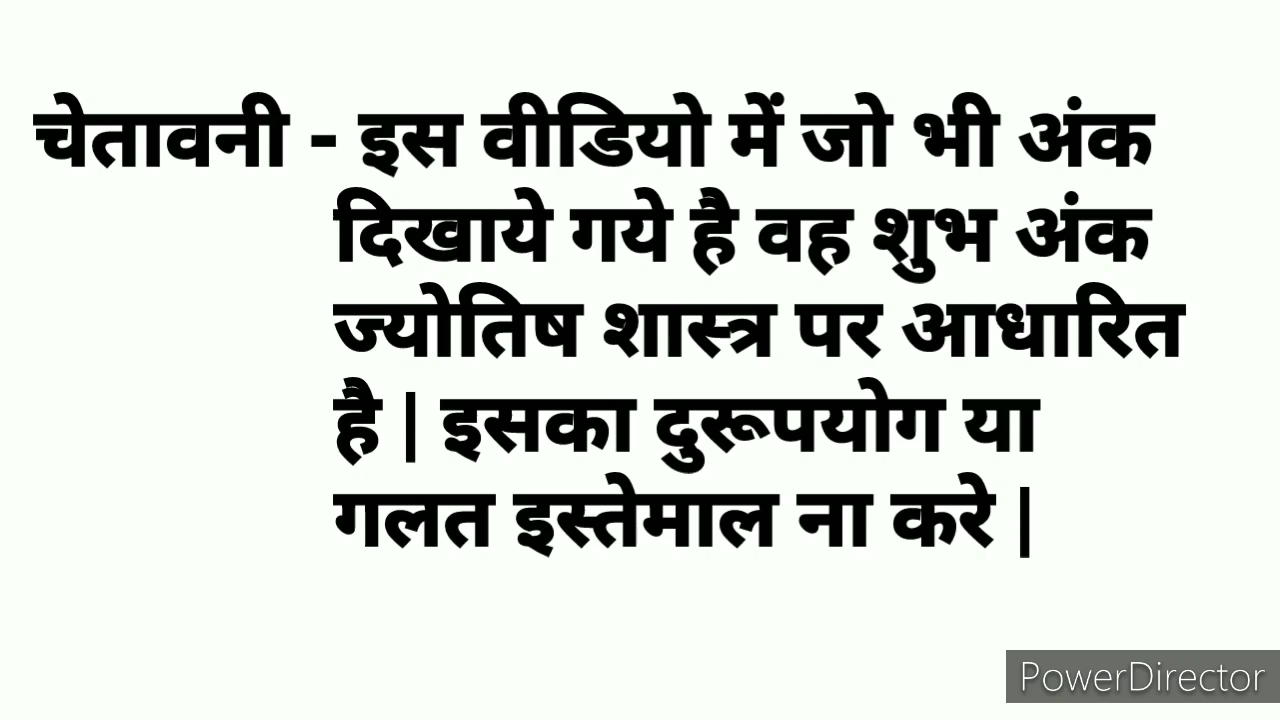 चेतावनी - इस वीडियो में जो भी अंक
दिखाये गये है वह शुभ अंक
ज्योतिष शास्त्र पर आधारित
है | इसका दुरूपयोग या
गलत इस्तेमाल ना करे |
PowerDirector